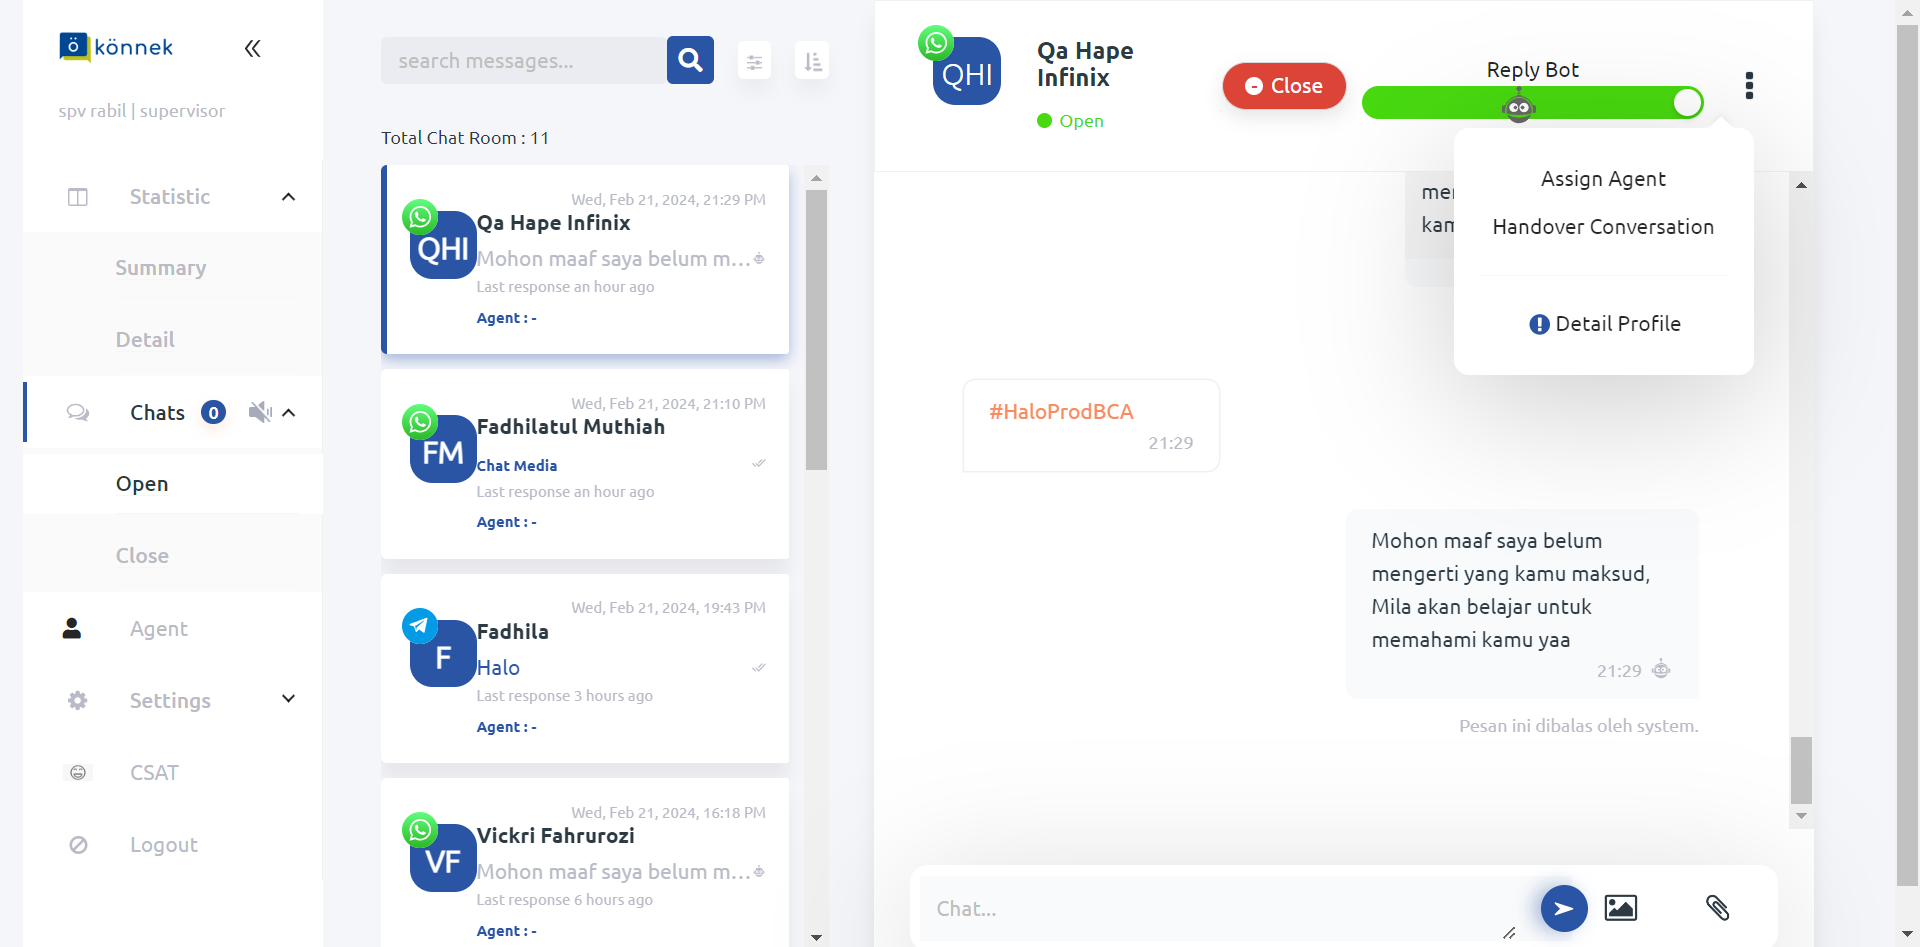 ö könnek
spv rabil | supervisor
Statistic
Summary
Detail
Chats 0
Open
Close
Agent
Settings
CSAT
Logout
search messages...
Total Chat Room : 11
Wed, Feb 21, 2024, 21:29 PM
QHI
Qa Hape Infinix
Mohon maaf saya belum m...
Last response an hour ago
Agent : -
Wed, Feb 21, 2024, 21:10 PM
FM
Fadhilatul Muthiah
Chat Media
Last response an hour ago
Agent : -
Wed, Feb 21, 2024, 19:43 PM
F
Fadhila
Halo
Last response 3 hours ago
Agent : -
Wed, Feb 21, 2024, 16:18 PM
VF
Vickri Fahrurozi
Mohon maaf saya belum m...
Last response 6 hours ago
Agent : -
QHI
Qa Hape
Infinix
Open
Close
Reply Bot
Assign Agent
Handover Conversation
Detail Profile
#HaloProdBCA
21:29
Mohon maaf saya belum
mengerti yang kamu maksud,
Mila akan belajar untuk
memahami kamu yaa
21:29
Pesan ini dibalas oleh system.
Chat...